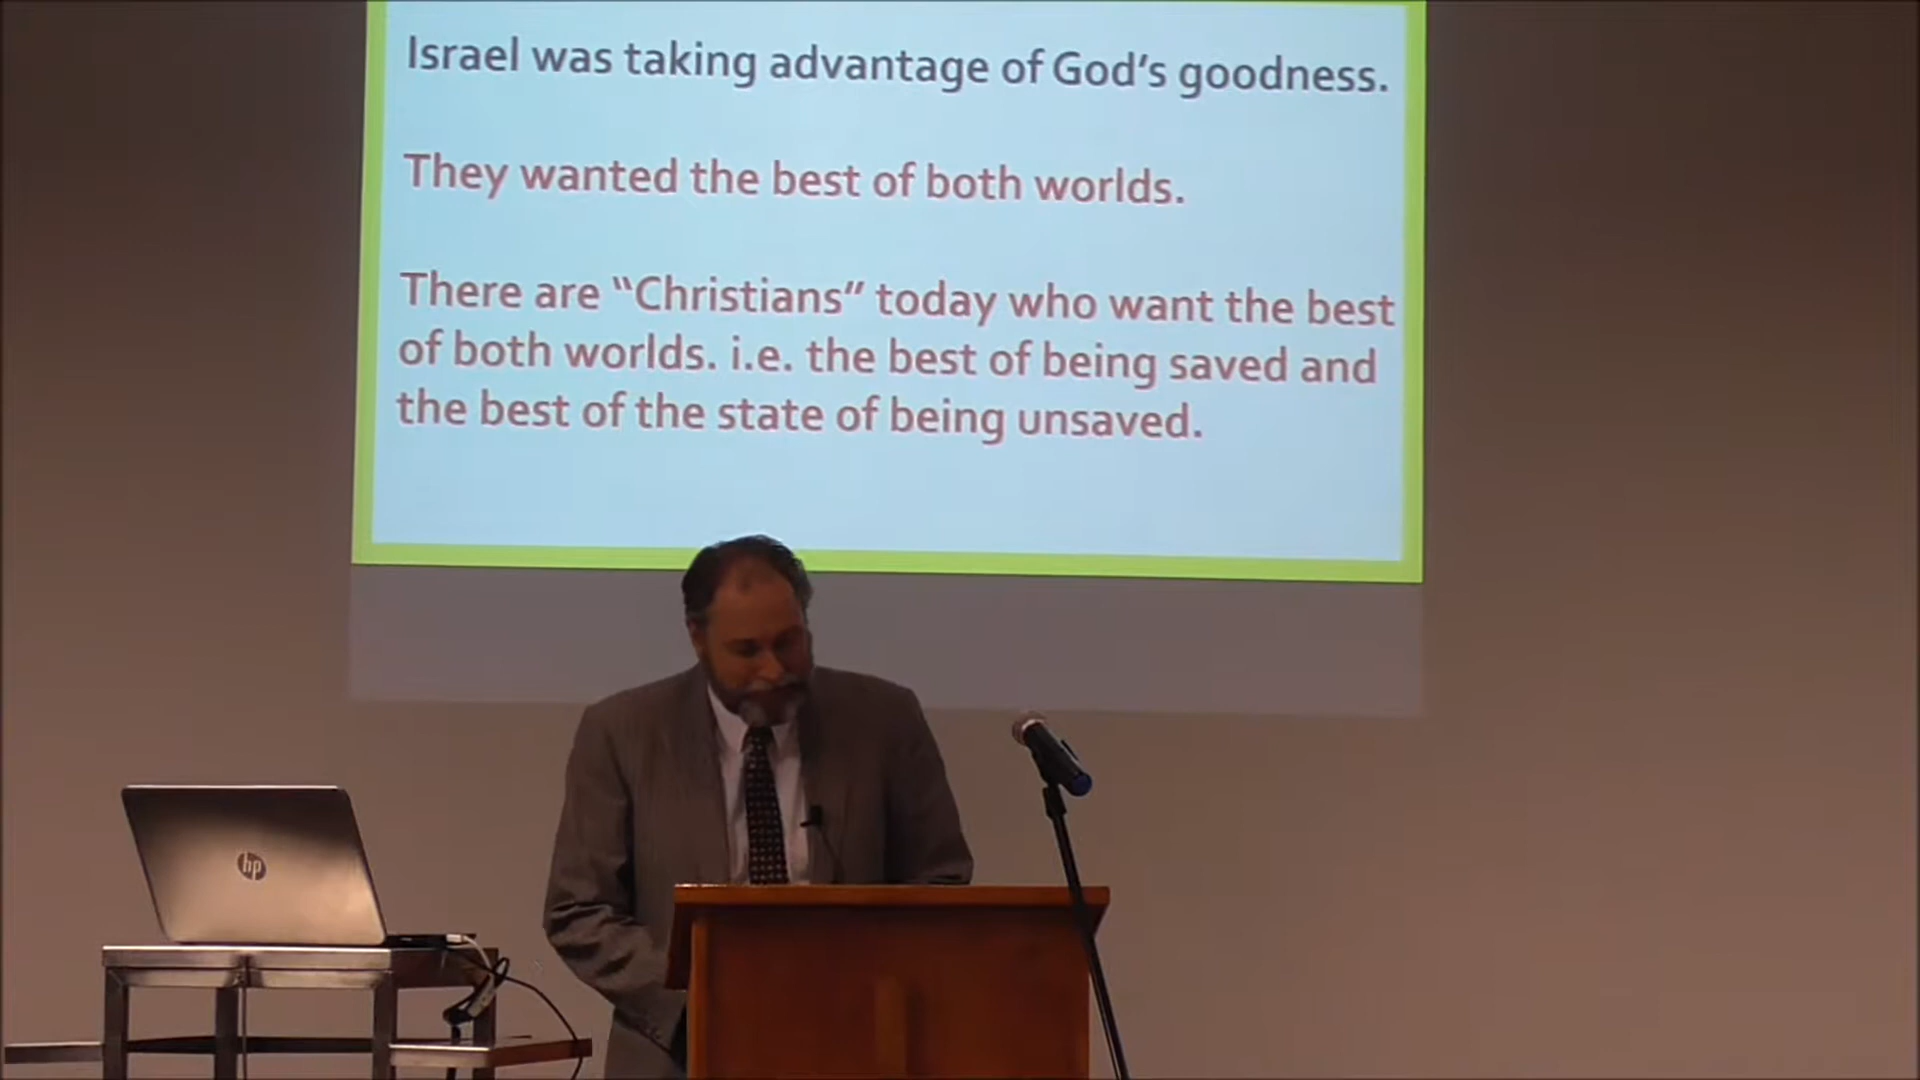 Israel was taking advantage of God's goodness.
They wanted the best of both worlds.
There are “Christians” today who want the best
of both worlds. i.e. the best of being saved and
the best of the state of being unsaved.
hp